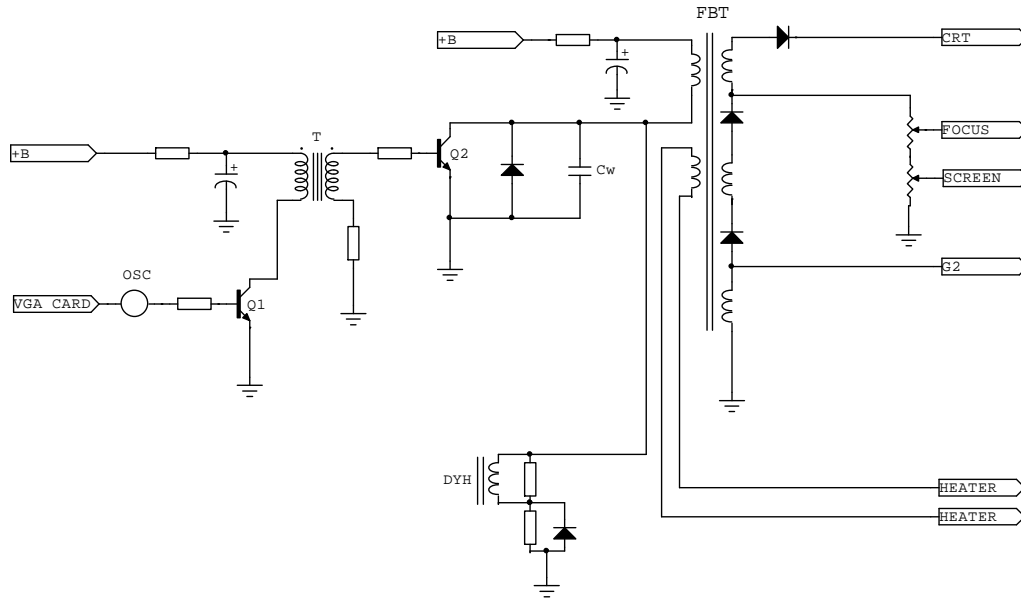 FBT
+B
CRT
+
T
Q2
Cw
FOCUS
+B
+
SCREEN
OSC
G2
VGA CARD
Q1
DYH
HEATER
HEATER